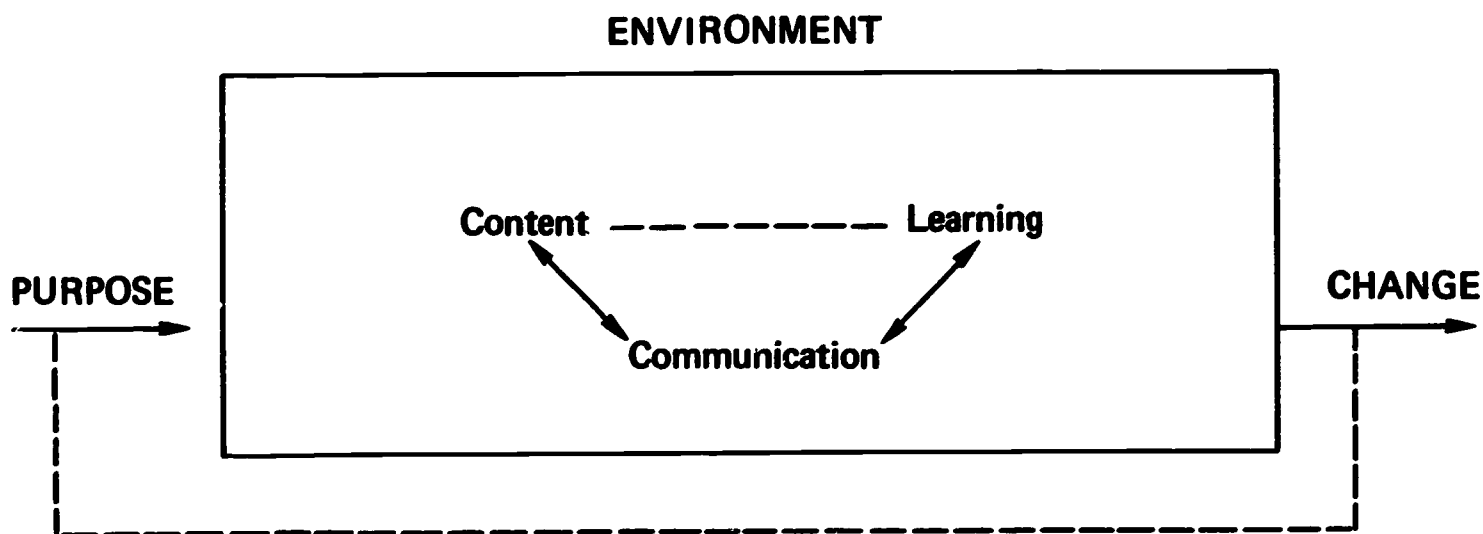 ENVIRONMENT
Content
Learning
PURPOSE
CHANGE
Communication